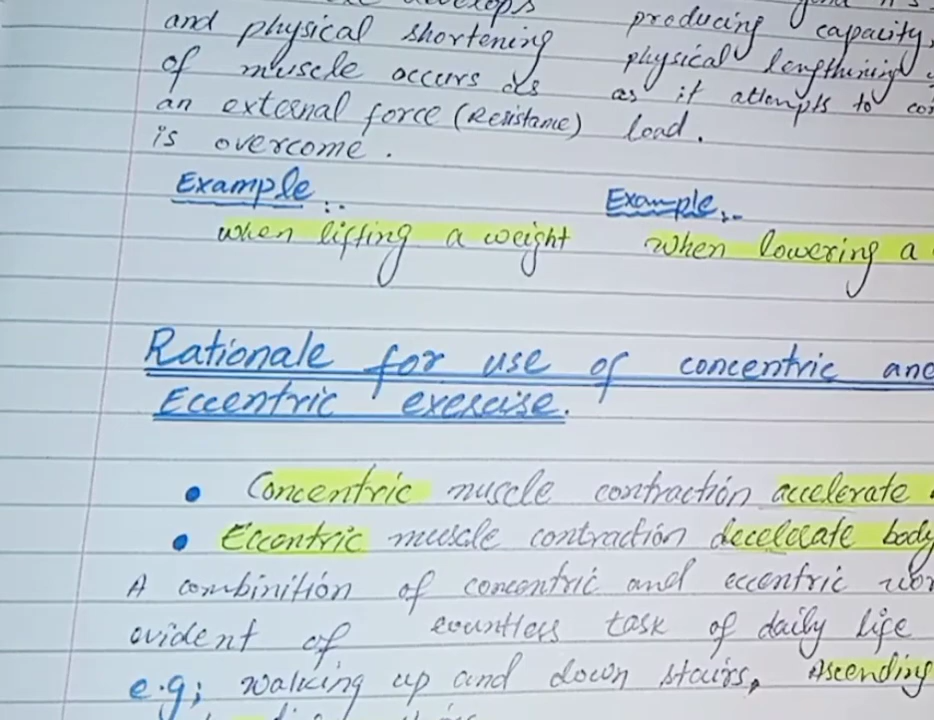 develops producing capacity,
and physical shortening physical lengthining
of muscle occurs as as it attempts to
an external force (Resistance) load.
is overcome.
Example:- Example:-
when lifting a weight when lowering a
Rationale for use of concentric and
Eccentric exercise.
• Concentric muscle contraction accelerate
• Eccentric muscle contraction decelerate body
A combinition of concentric and eccentric
evident of countless task of daily life
e.g; walking up and down stairs, Ascending